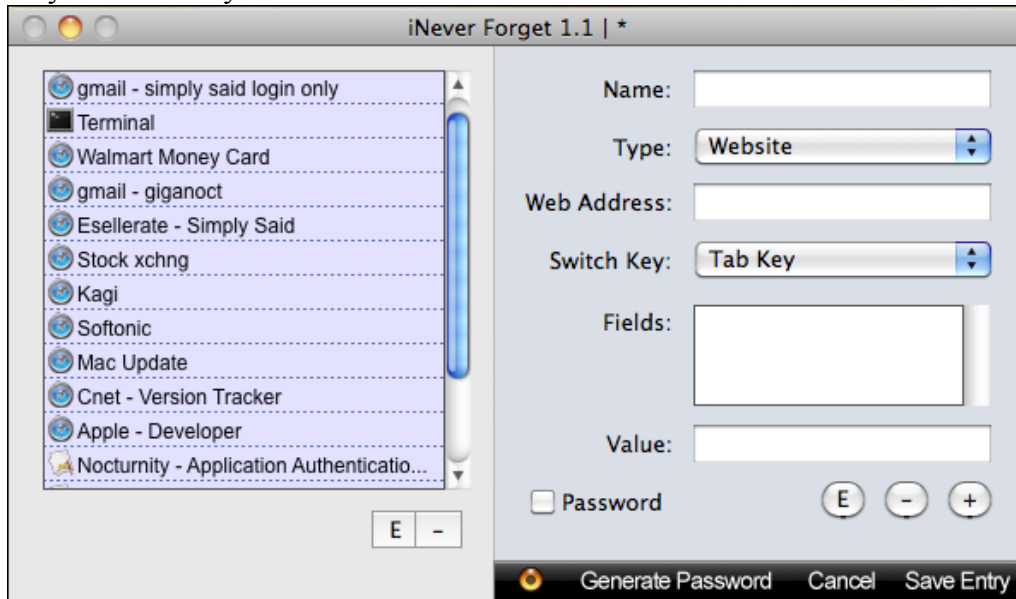 iNever Forget 1.1 | *
gmail - simply said login only
Terminal
Walmart Money Card
gmail - giganoct
Esellerate - Simply Said
Stock xchng
Kagi
Softonic
Mac Update
Cnet - Version Tracker
Apple - Developer
Nocturnity - Application Authenticatio...
E -
Name:
Type: Website
Web Address:
Switch Key: Tab Key
Fields:
Value:
Password E - +
Generate Password Cancel Save Entry